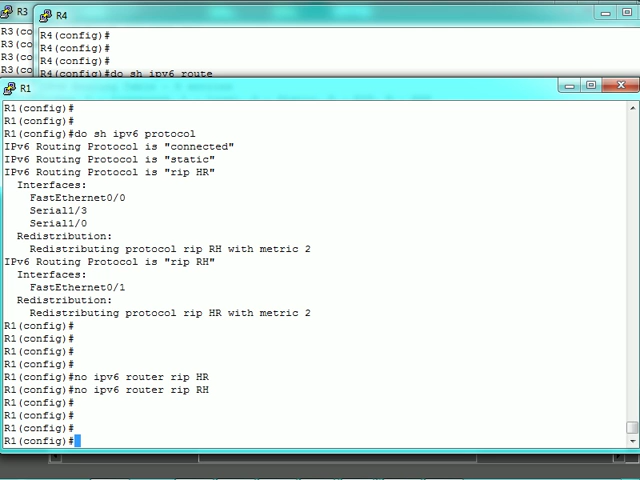 R3
R4
R3(co
R3(co
R3(co
R3(co
R4(config)#
R4(config)#
R4(config)#
R4(config)#do sh ipv6 route
R1
R1(config)#
R1(config)#
R1(config)#do sh ipv6 protocol
IPv6 Routing Protocol is "connected"
IPv6 Routing Protocol is "static"
IPv6 Routing Protocol is "rip HR"
Interfaces:
FastEthernet0/0
Serial1/3
Serial1/0
Redistribution:
Redistributing protocol rip RH with metric 2
IPv6 Routing Protocol is "rip RH"
Interfaces:
FastEthernet0/1
Redistribution:
Redistributing protocol rip HR with metric 2
R1(config)#
R1(config)#
R1(config)#
R1(config)#
R1(config)#no ipv6 router rip HR
R1(config)#no ipv6 router rip RH
R1(config)#
R1(config)#
R1(config)#
R1(config)#